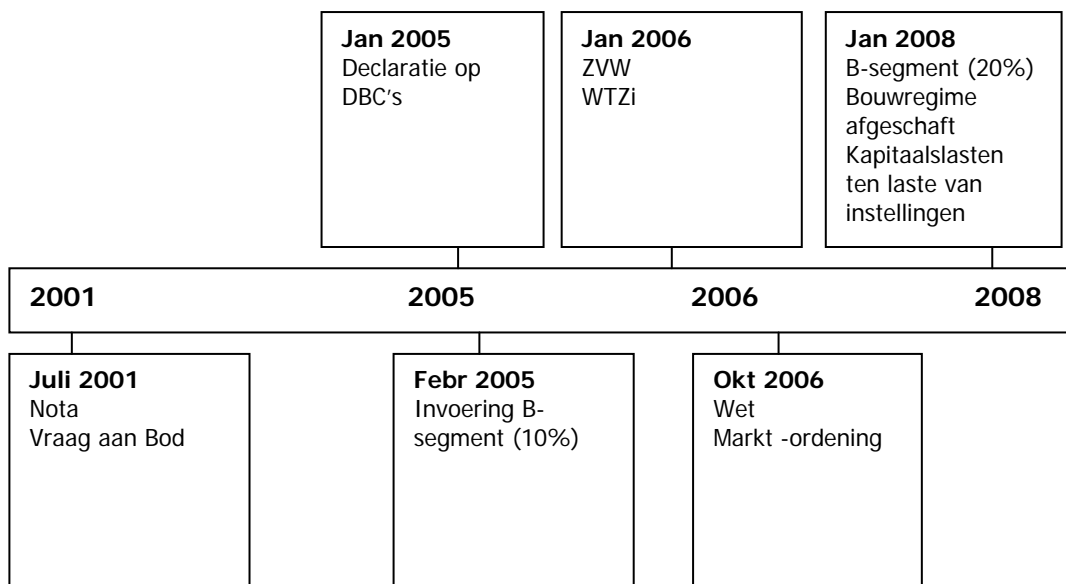 Jan 2005
Declaratie op
DBC's
Jan 2006
ZVW
WTZi
Jan 2008
B-segment (20%)
Bouwregime
afgeschaft
Kapitaalslasten
ten laste van
instellingen
2001
2005
2006
2008
Juli 2001
Nota
Vraag aan Bod
Febr 2005
Invoering B-
segment (10%)
Okt 2006
Wet
Markt -ordening